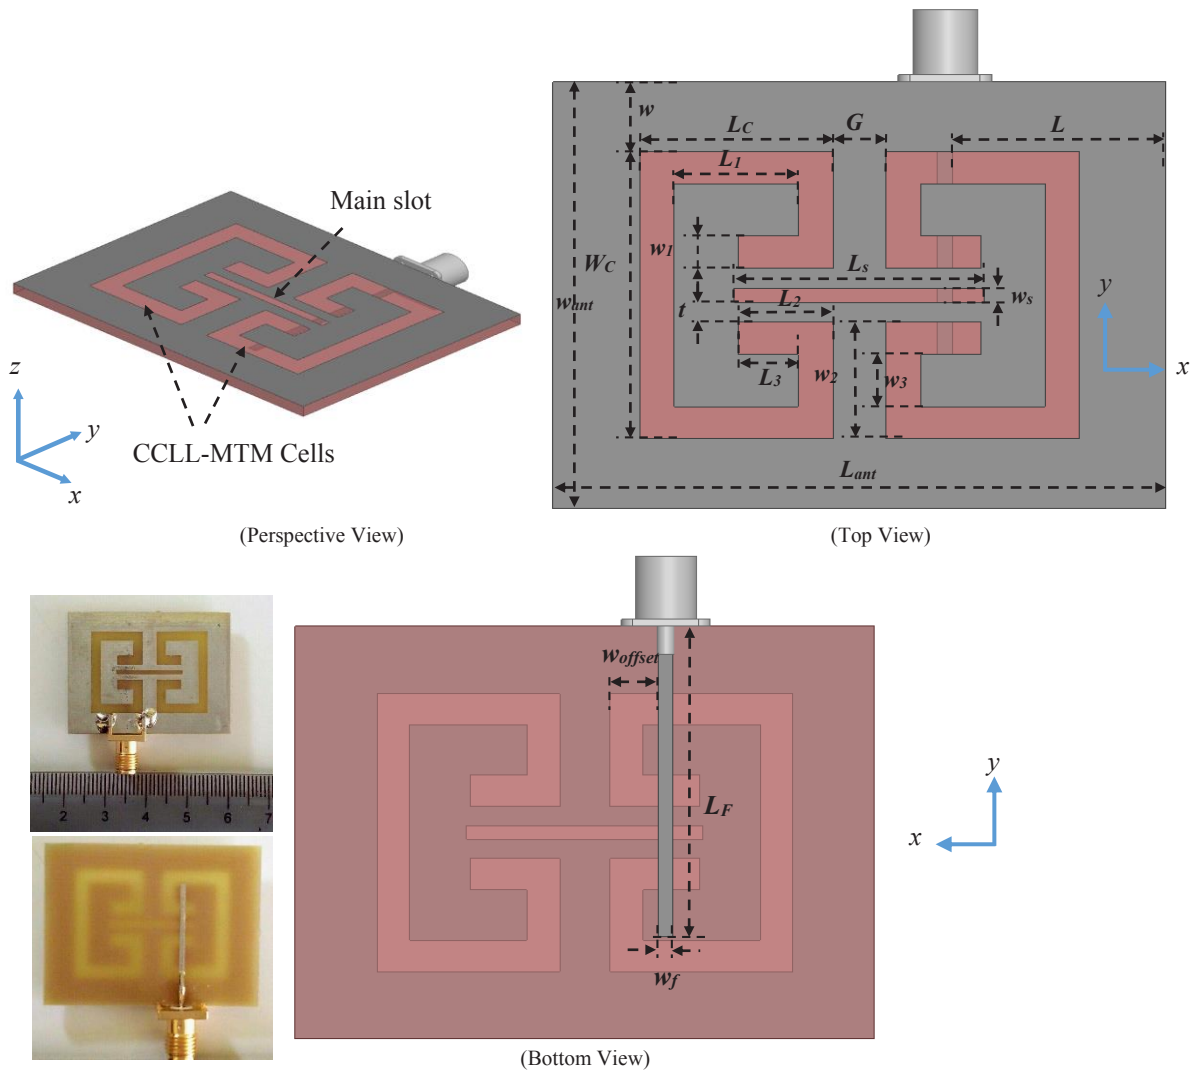 Main slot
CCLL-MTM Cells
z
y
x
(Perspective View)
w
L_C
G
L
L_1
w_1
W_C
L_s
w_ant
L_2
w_s
t
L_3
w_2
w_3
L_ant
y
x
(Top View)
2 3 4 5 6 7
w_offset
L_F
w_f
y
x
(Bottom View)